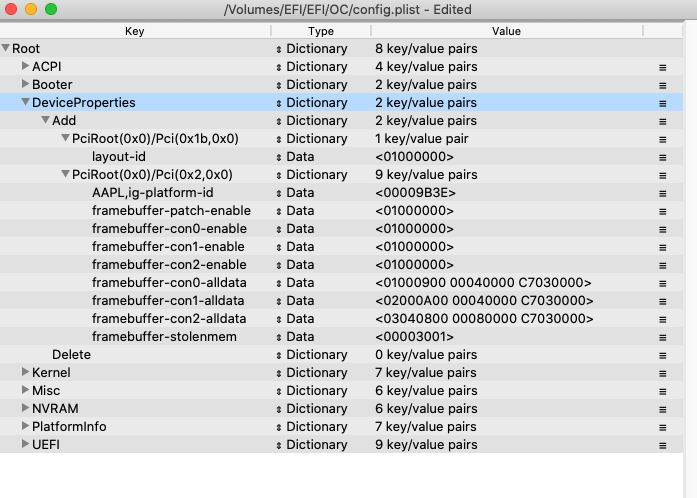 /Volumes/EFI/EFI/OC/config.plist - Edited
Key Type Value
Root Dictionary 8 key/value pairs
ACPI Dictionary 4 key/value pairs
Booter Dictionary 2 key/value pairs
DeviceProperties Dictionary 2 key/value pairs
Add Dictionary 2 key/value pairs
PciRoot(0x0)/Pci(0x1b,0x0) Dictionary 1 key/value pair
layout-id Data <01000000>
PciRoot(0x0)/Pci(0x2,0x0) Dictionary 9 key/value pairs
AAPL,ig-platform-id Data <00009B3E>
framebuffer-patch-enable Data <01000000>
framebuffer-con0-enable Data <01000000>
framebuffer-con1-enable Data <01000000>
framebuffer-con2-enable Data <01000000>
framebuffer-con0-alldata Data <01000900 00040000 C7030000>
framebuffer-con1-alldata Data <02000A00 00040000 C7030000>
framebuffer-con2-alldata Data <03040800 00080000 C7030000>
framebuffer-stolenmem Data <00003001>
Delete Dictionary 0 key/value pairs
Kernel Dictionary 7 key/value pairs
Misc Dictionary 6 key/value pairs
NVRAM Dictionary 6 key/value pairs
PlatformInfo Dictionary 7 key/value pairs
UEFI Dictionary 9 key/value pairs